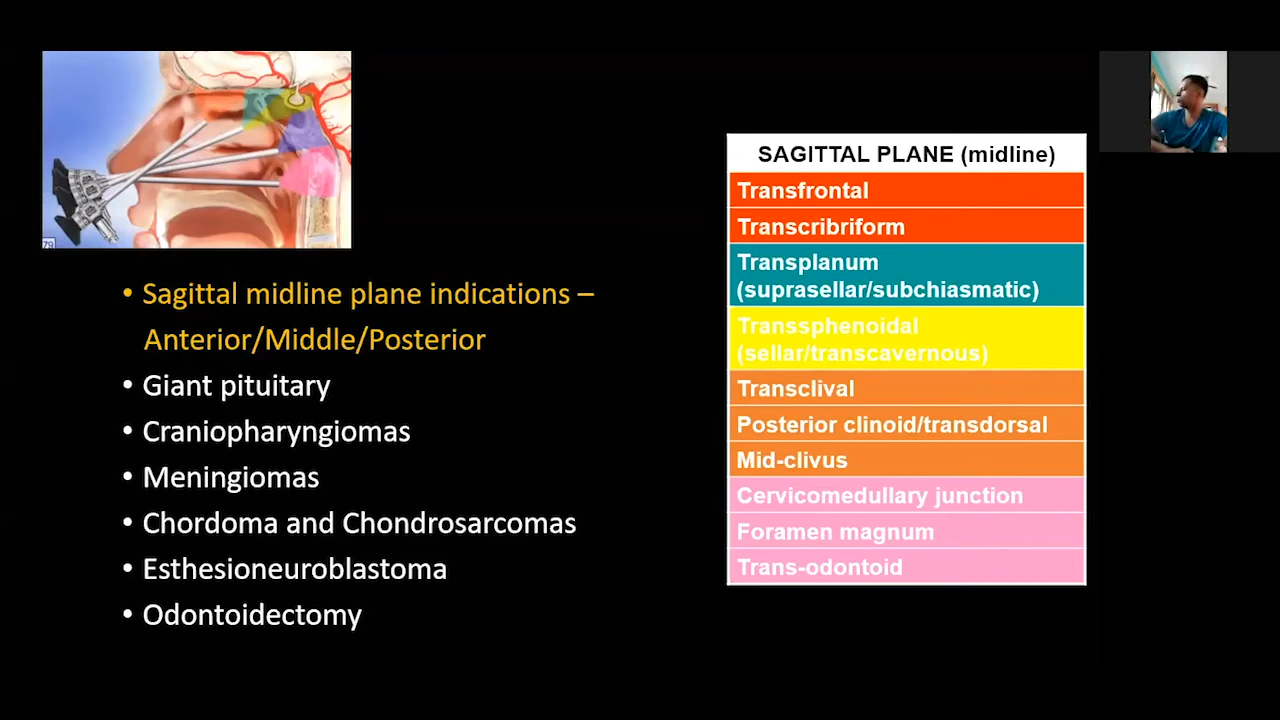 79
• Sagittal midline plane indications –
Anterior/Middle/Posterior
• Giant pituitary
• Craniopharyngiomas
• Meningiomas
• Chordoma and Chondrosarcomas
• Esthesioneuroblastoma
• Odontoidectomy
SAGITTAL PLANE (midline)
Transfrontal
Transcribriform
Transplanum
(suprasellar/subchiasmatic)
Transsphenoidal
(sellar/transcavernous)
Transclival
Posterior clinoid/transdorsal
Mid-clivus
Cervicomedullary junction
Foramen magnum
Trans-odontoid